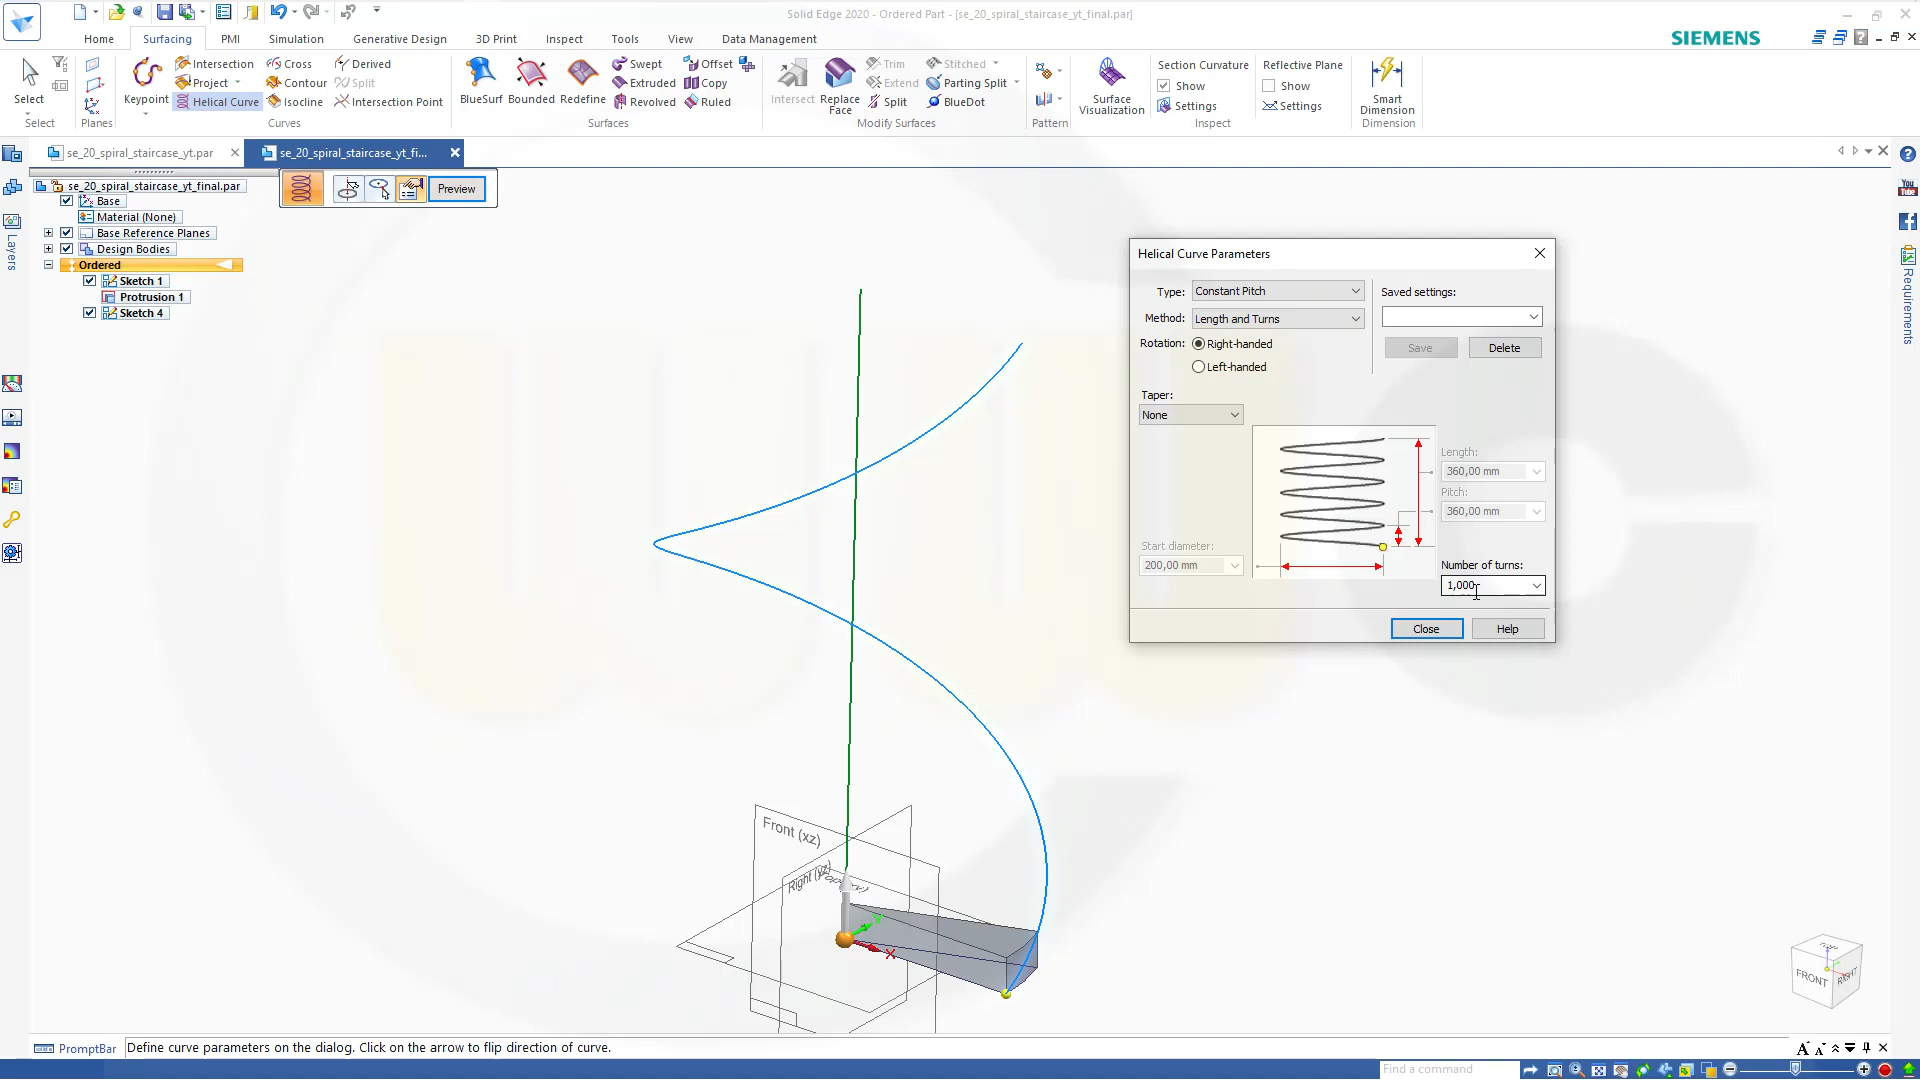 Solid Edge 2020 - Ordered Part - [se_20_spiral_staircase_yt_final.par]
Home
Surfacing
PMI
Simulation
Generative Design
3D Print
Inspect
Tools
View
Data Management
SIEMENS
Select
Select
Planes
Keypoint
Intersection
Project
Helical Curve
Cross
Contour
Isocline
Derived
Split
Intersection Point
Curves
BlueSurf
Bounded
Redefine
Swept
Extruded
Revolved
Offset
Copy
Ruled
Surfaces
Intersect
Replace
Face
Trim
Extend
Split
Stitched
Parting Split
BlueDot
Modify Surfaces
Pattern
Surface
Visualization
Section Curvature
Show
Settings
Reflective Plane
Show
Settings
Inspect
Smart
Dimension
Dimension
se_20_spiral_staircase_yt.par
se_20_spiral_staircase_yt_fi...
Preview
se_20_spiral_staircase_yt_final.par
Base
Material (None)
Base Reference Planes
Design Bodies
Ordered
Sketch 1
Protrusion 1
Sketch 4
Layers
You
Tube
Requirements
Helical Curve Parameters
Type:
Constant Pitch
Method:
Length and Turns
Rotation:
Right-handed
Left-handed
Saved settings:
Save
Delete
Taper:
None
Length:
360,00 mm
Pitch:
360,00 mm
Start diameter:
200,00 mm
Number of turns:
1,000
Close
Help
Front (xz)
Right (yz)
Y
X
TOP
FRONT
RIGHT
PromptBar
Define curve parameters on the dialog. Click on the arrow to flip direction of curve.
Find a command